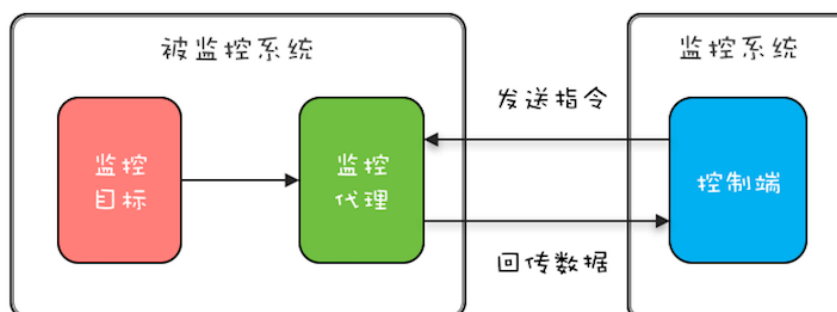 被监控系统
监控系统
发送指令
监控
目标
监控
代理
控制端
回传数据